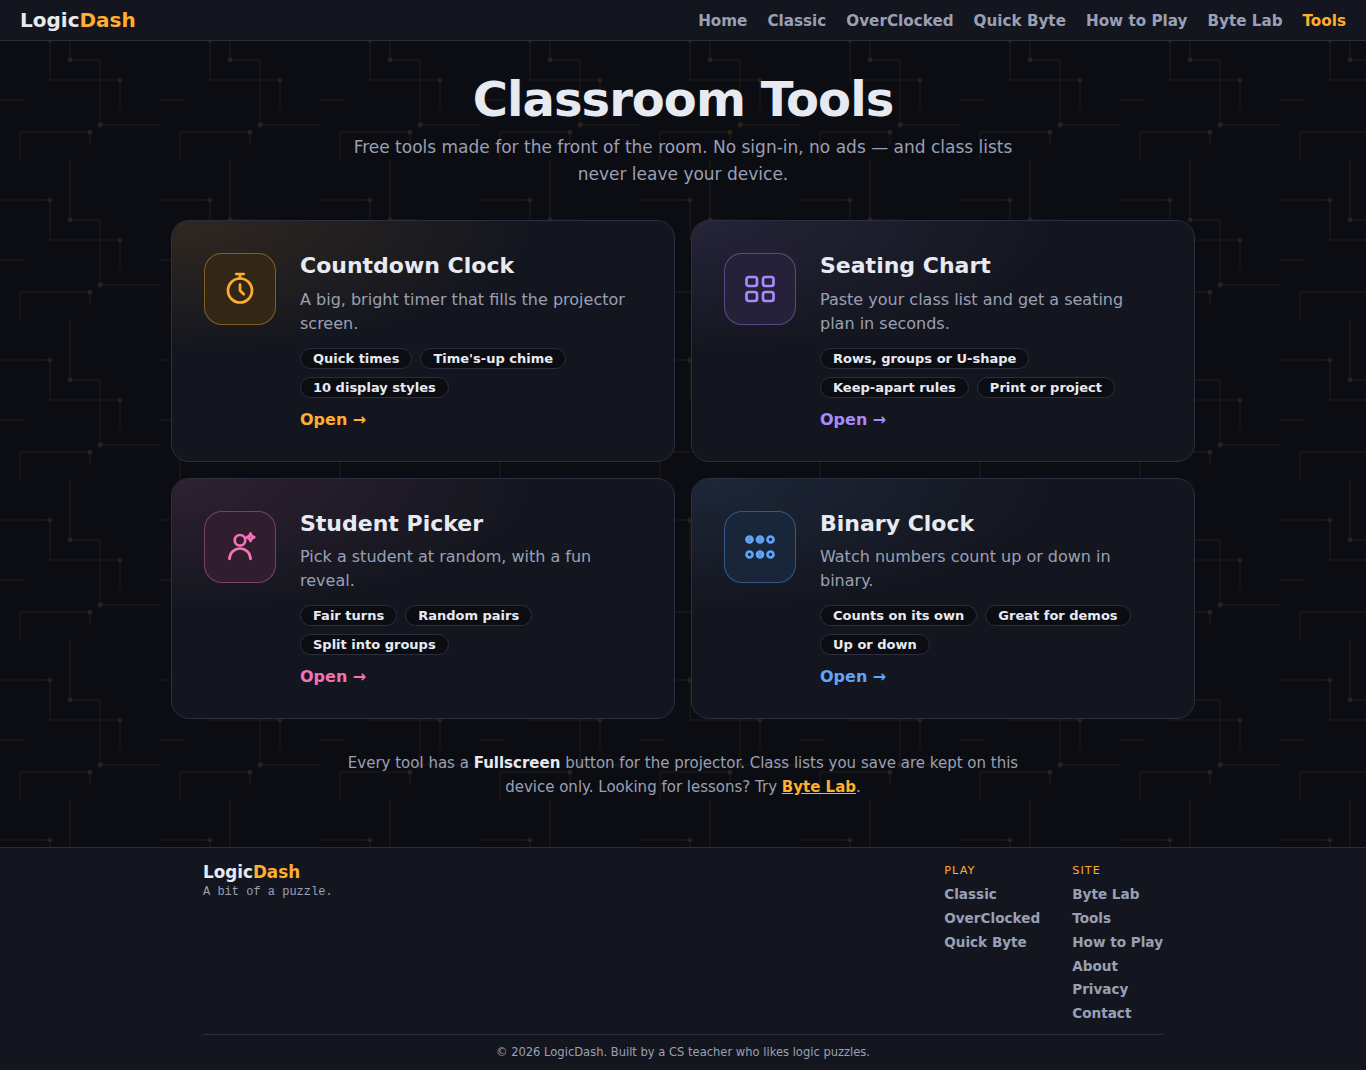 LogicDash
Home Classic OverClocked Quick Byte How to Play Byte Lab Tools
Classroom Tools
Free tools made for the front of the room. No sign-in, no ads — and class lists
never leave your device.
Countdown Clock
A big, bright timer that fills the projector
screen.
Quick times Time's-up chime
10 display styles
Open →
Seating Chart
Paste your class list and get a seating
plan in seconds.
Rows, groups or U-shape
Keep-apart rules Print or project
Open →
Student Picker
Pick a student at random, with a fun
reveal.
Fair turns Random pairs
Split into groups
Open →
Binary Clock
Watch numbers count up or down in
binary.
Counts on its own Great for demos
Up or down
Open →
Every tool has a Fullscreen button for the projector. Class lists you save are kept on this
device only. Looking for lessons? Try Byte Lab.
LogicDash
A bit of a puzzle.
PLAY
Classic
OverClocked
Quick Byte
SITE
Byte Lab
Tools
How to Play
About
Privacy
Contact
© 2026 LogicDash. Built by a CS teacher who likes logic puzzles.